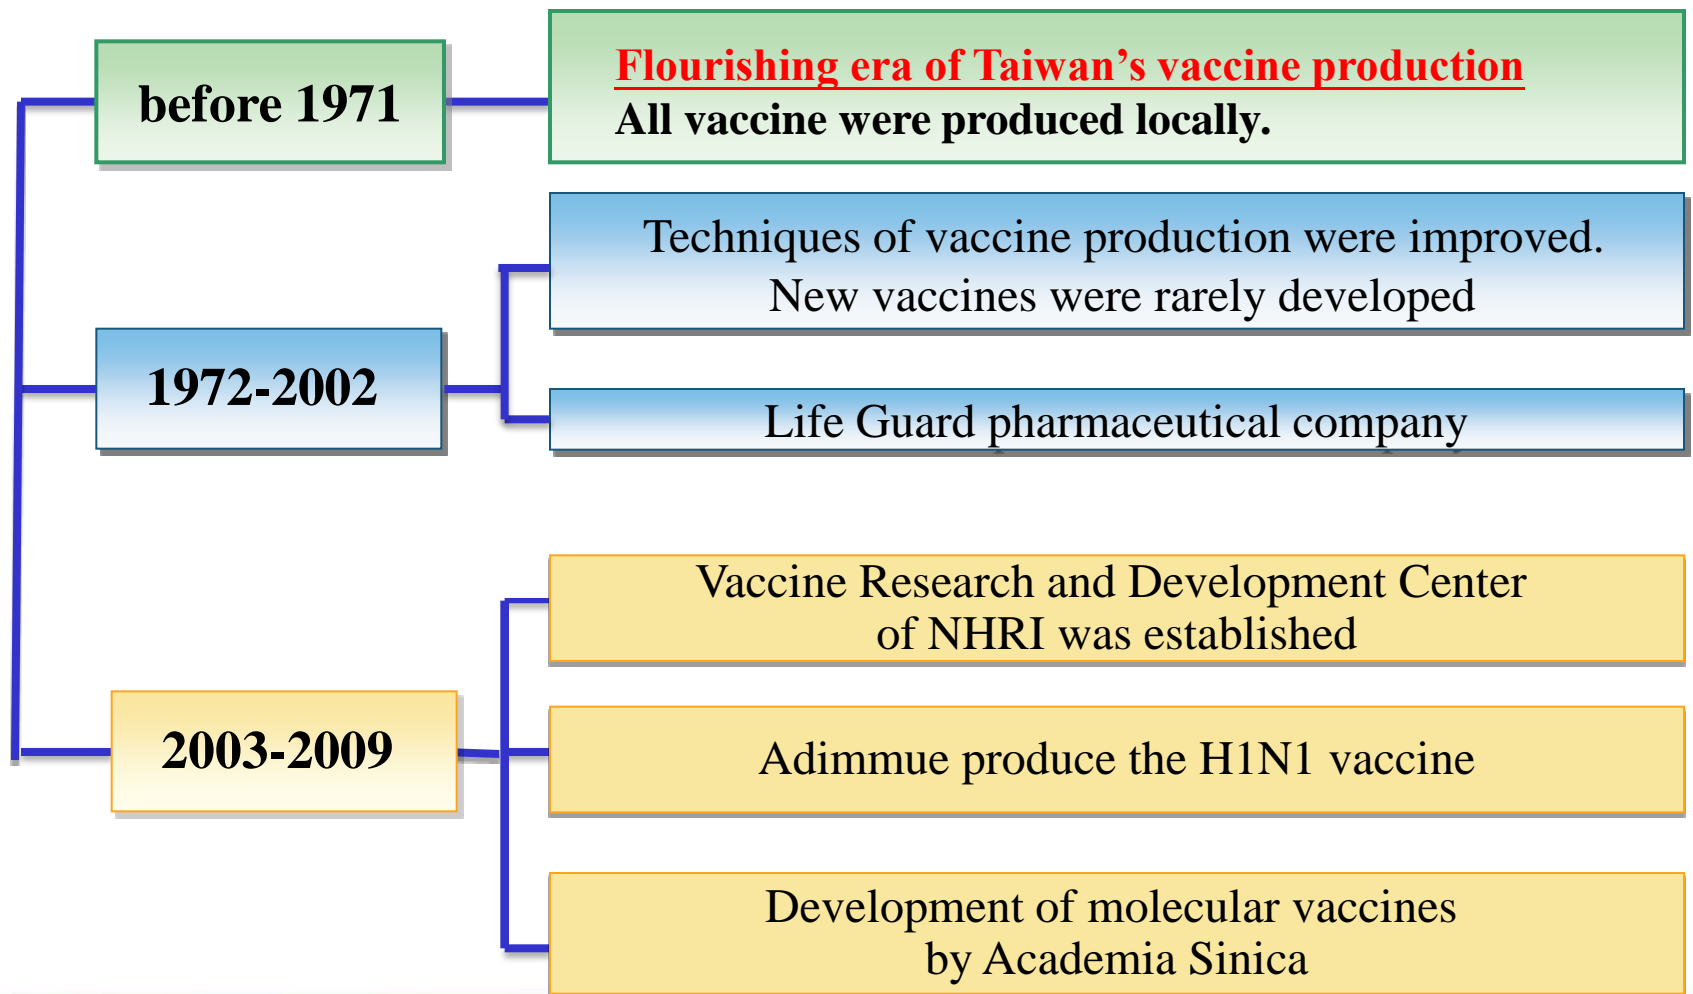 before 1971
Flourishing era of Taiwan’s vaccine production
All vaccine were produced locally.
1972-2002
Techniques of vaccine production were improved.
New vaccines were rarely developed
Life Guard pharmaceutical company
2003-2009
Vaccine Research and Development Center
of NHRI was established
Adimmue produce the H1N1 vaccine
Development of molecular vaccines
by Academia Sinica